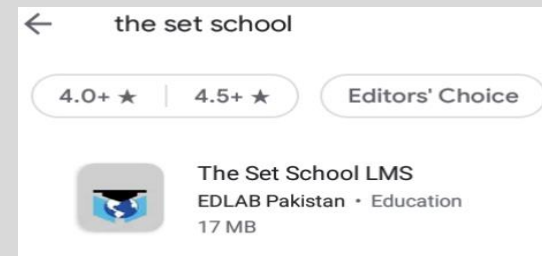 the set school
4.0+ ★ 4.5+ ★ Editors' Choice
The Set School LMS
EDLAB Pakistan • Education
17 MB